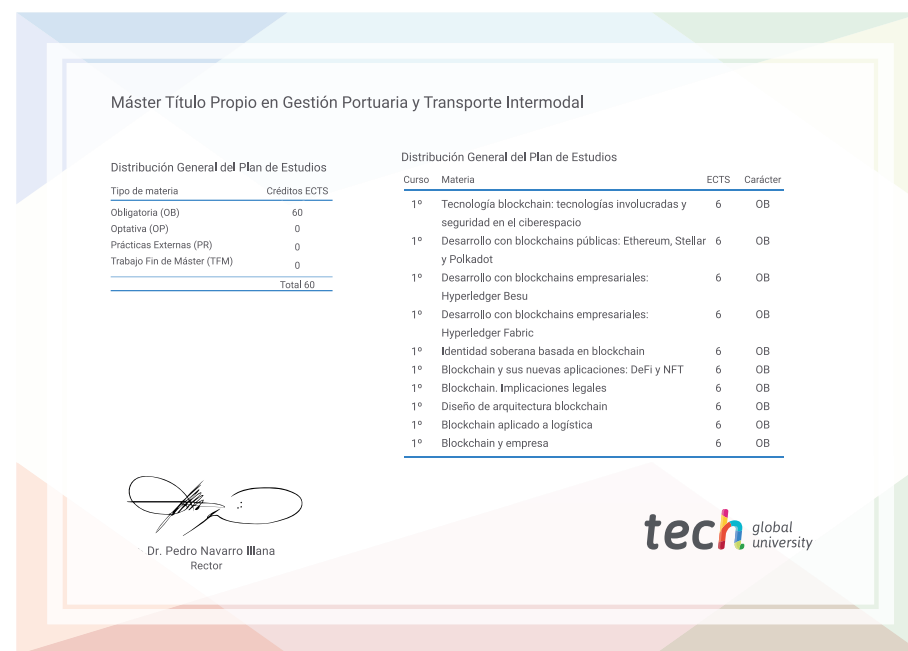 Máster Título Propio en Gestión Portuaria y Transporte Intermodal
Distribución General del Plan de Estudios
Tipo de materia Créditos ECTS
Obligatoria (OB) 60
Optativa (OP) 0
Prácticas Externas (PR) 0
Trabajo Fin de Máster (TFM) 0
Total 60
Distribución General del Plan de Estudios
Curso Materia ECTS Carácter
1º Tecnología blockchain: tecnologías involucradas y 6 OB
seguridad en el ciberespacio
1º Desarrollo con blockchains públicas: Ethereum, Stellar 6 OB
y Polkadot
1º Desarrollo con blockchains empresariales: 6 OB
Hyperledger Besu
1º Desarrollo con blockchains empresariales: 6 OB
Hyperledger Fabric
1º Identidad soberana basada en blockchain 6 OB
1º Blockchain y sus nuevas aplicaciones: DeFi y NFT 6 OB
1º Blockchain. Implicaciones legales 6 OB
1º Diseño de arquitectura blockchain 6 OB
1º Blockchain aplicado a logística 6 OB
1º Blockchain y empresa 6 OB
Dr. Pedro Navarro Illana
Rector
tech global
university